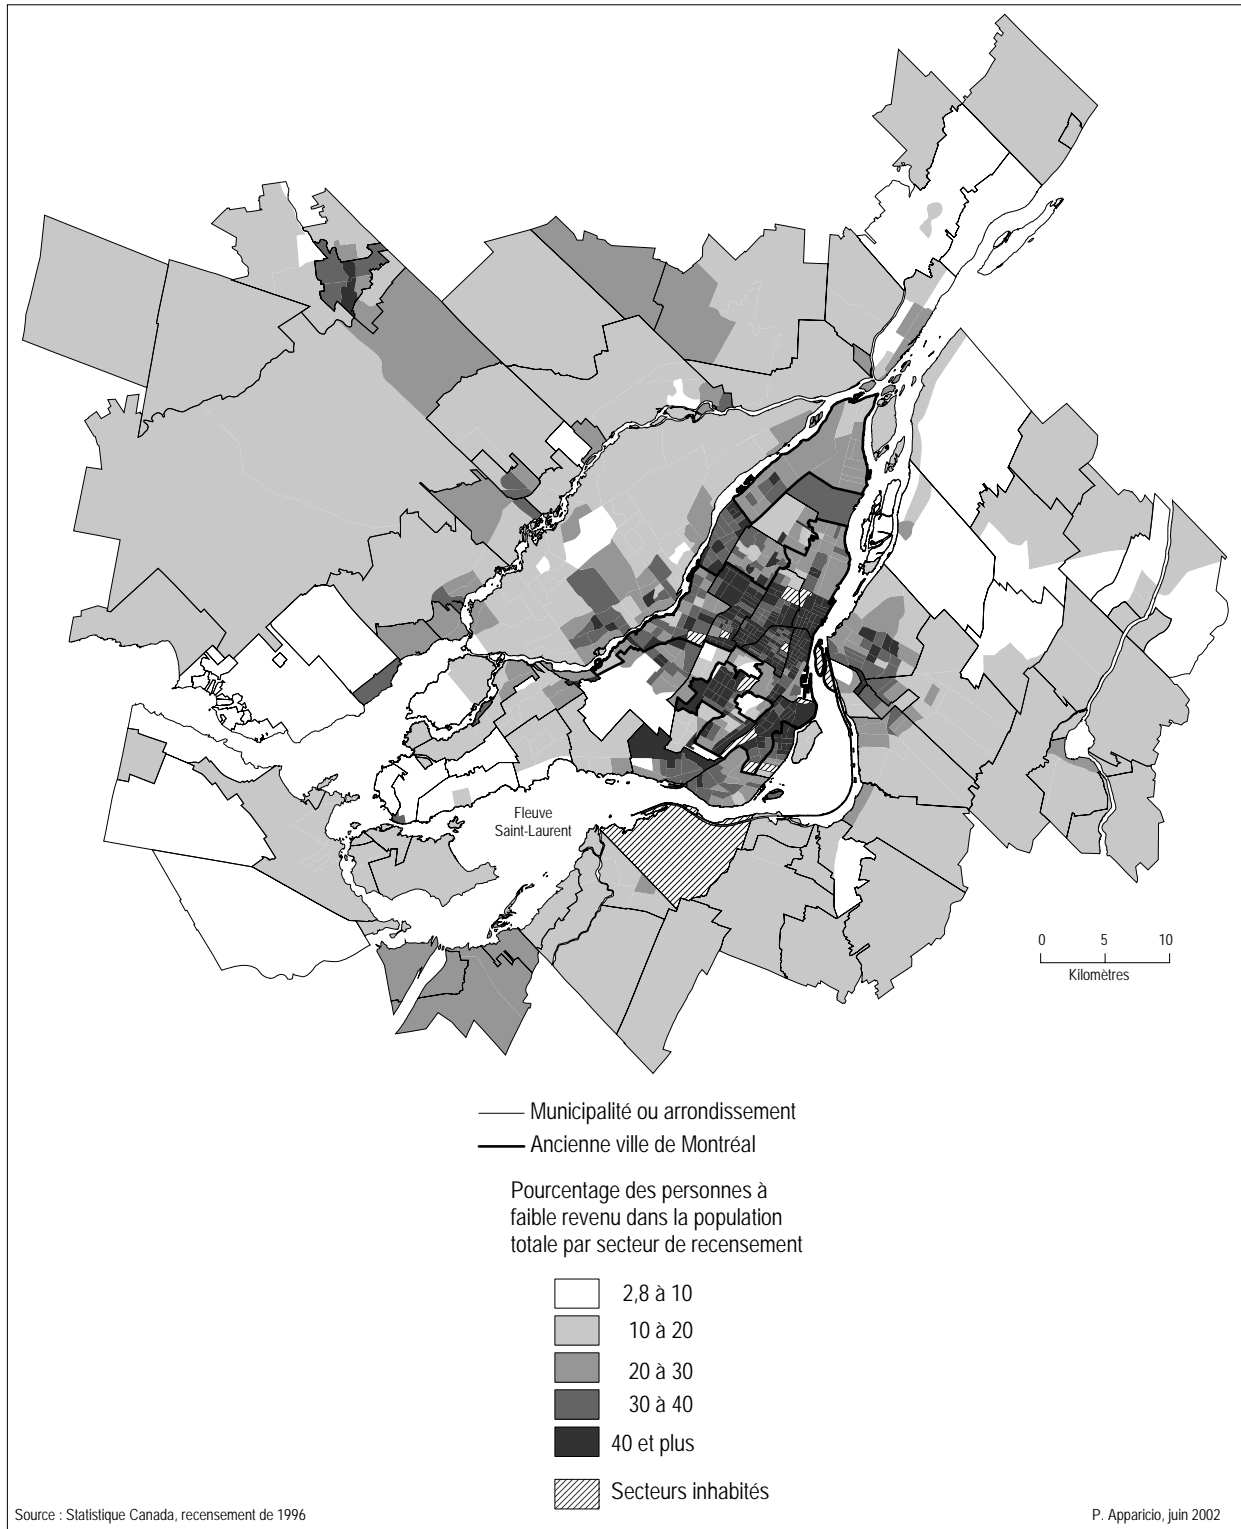 Fleuve
Saint-Laurent
0 5 10
Kilomètres
Municipalité ou arrondissement
Ancienne ville de Montréal
Pourcentage des personnes à
faible revenu dans la population
totale par secteur de recensement
2,8 à 10
10 à 20
20 à 30
30 à 40
40 et plus
Secteurs inhabités
Source : Statistique Canada, recensement de 1996
P. Apparicio, juin 2002